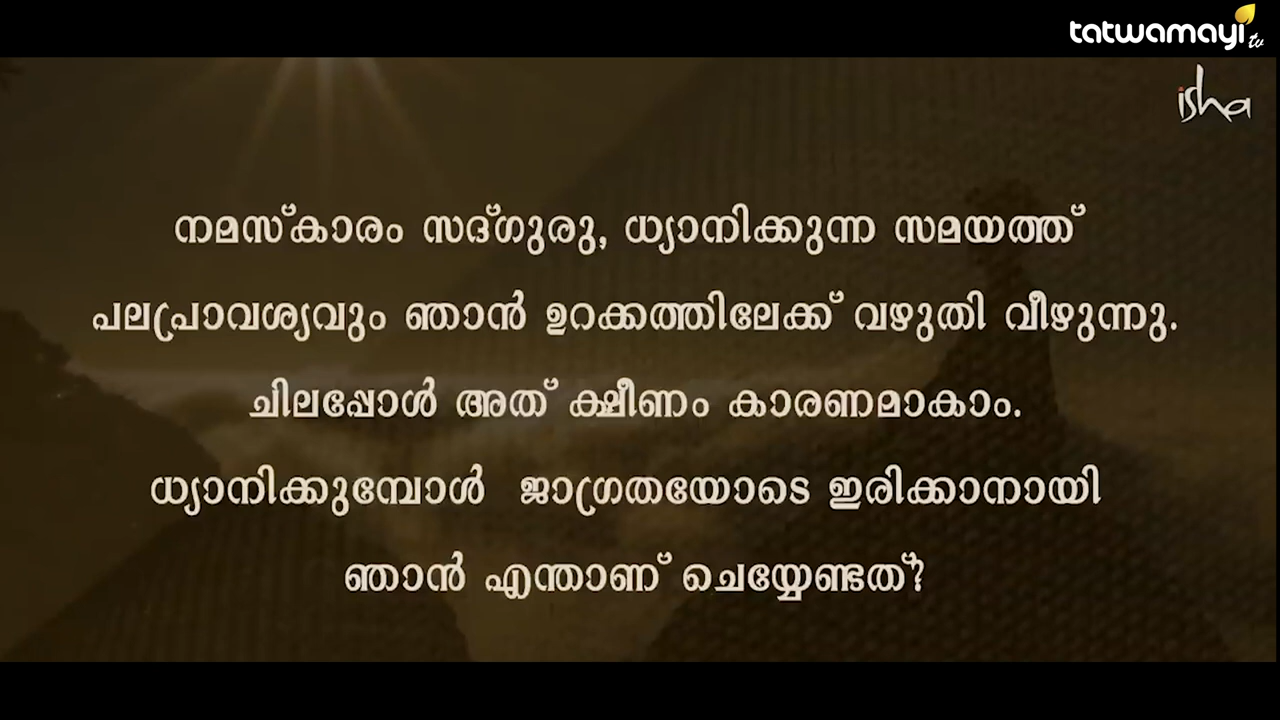 tatwamayi tv
isha
നമസ്കാരം സദ്ഗുരു, ധ്യാനിക്കുന്ന സമയത്ത്
പലപ്രാവശ്യവും ഞാൻ ഉറക്കത്തിലേക്ക് വഴുതി വീഴുന്നു.
ചിലപ്പോൾ അത് ക്ഷീണം കാരണമാകാം.
ധ്യാനിക്കുമ്പോൾ ജാഗ്രതയോടെ ഇരിക്കാനായി
ഞാൻ എന്താണ് ചെയ്യേണ്ടത്?